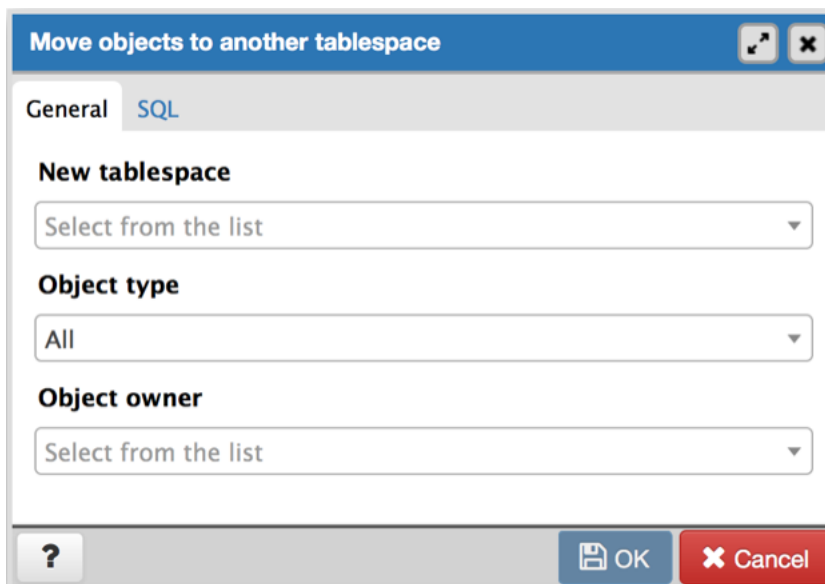 Move objects to another tablespace
General SQL
New tablespace
Select from the list
Object type
All
Object owner
Select from the list
? OK Cancel